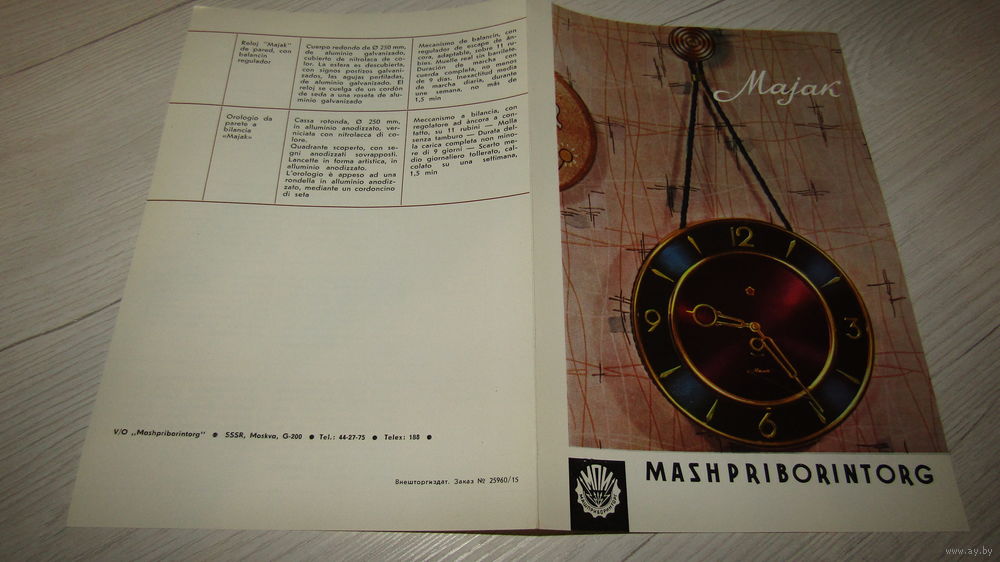 Reloj "Majak"
de pared, con
balancin
regulador
Cuerpo redondo de Ø 250 mm,
de aluminio galvanizado,
cubierto de nitrolaca de co-
lor. La esfera es descubierta,
con signos postizos galvani-
zados, las agujas perfiladas,
de aluminio galvanizado. El
reloj se cuelga de un cordón
de seda a una roseta de alu-
minio galvanizado
Mecanismo de balancin, con
regulador de escape de án-
cora, adaptable, sobre 11 ru-
bíes. Muelle real sin barrilete.
Duración de marcha con
cuerda completa, no menos
de 9 días. Inexactitud media
de marcha diaria, durante
una semana, no más de
1,5 min
Orologio da
parete a
bilancia
«Majak»
Cassa rotonda, Ø 250 mm,
in alluminio anodizzato, ver-
niciata con nitrolacca di co-
lore.
Quadrante scoperto, con se-
gni anodizzati sovrapposti.
Lancette in forma artistica, in
alluminio anodizzato.
L'orologio è appeso ad una
rondella in alluminio anodiz-
zato, mediante un cordoncino
di seta
Meccanismo a bilancia, con
regolatore ad àncora a con-
tatto, su 11 rubini — Molla
senza tamburo — Durata del-
la carica completa non mino-
re di 9 giorni — Scarto me-
dio giornaliero tollerato, cal-
colato su una settimana,
1,5 min
V/O „Mashpriborintorg" ● SSSR, Moskva, G-200 ● Tel.: 44-27-75 ● Telex: 188 ●
Внешторгиздат. Заказ № 25960/15
Majak
12
3
6
9
Маяк
МПИ
МАШПРИБОРИНТОРГ
MASHPRIBORINTORG
www.ay.by